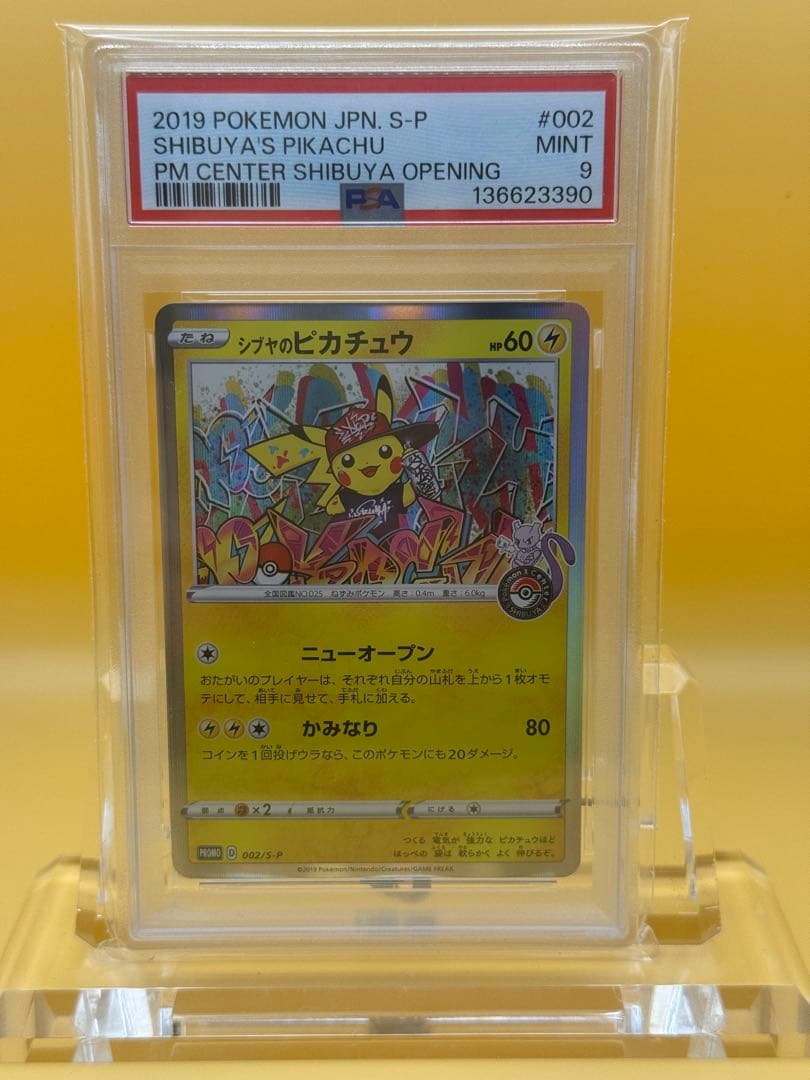 2019 POKEMON JPN. S-P #002
SHIBUYA'S PIKACHU MINT
PM CENTER SHIBUYA OPENING 9
PSA 136623390
たね シブヤのピカチュウ HP60
全国図鑑NO.025 ねずみポケモン 高さ:0.4m 重さ:6.0kg
Pokémon Center
SHIBUYA
ニューオープン
おたがいのプレイヤーは、それぞれ自分の山札を上から1枚オモ
テにして、相手に見せて、手札に加える。
かみなり 80
コインを1回投げウラなら、このポケモンにも20ダメージ。
弱点 ×2 抵抗力 にげる
つくる 電気が 強力な ピカチュウほど
ほっぺの 袋は 軟らかく よく 伸びるぞ。
PROMO D 002/S-P
©2019 Pokémon/Nintendo/Creatures/GAME FREAK.